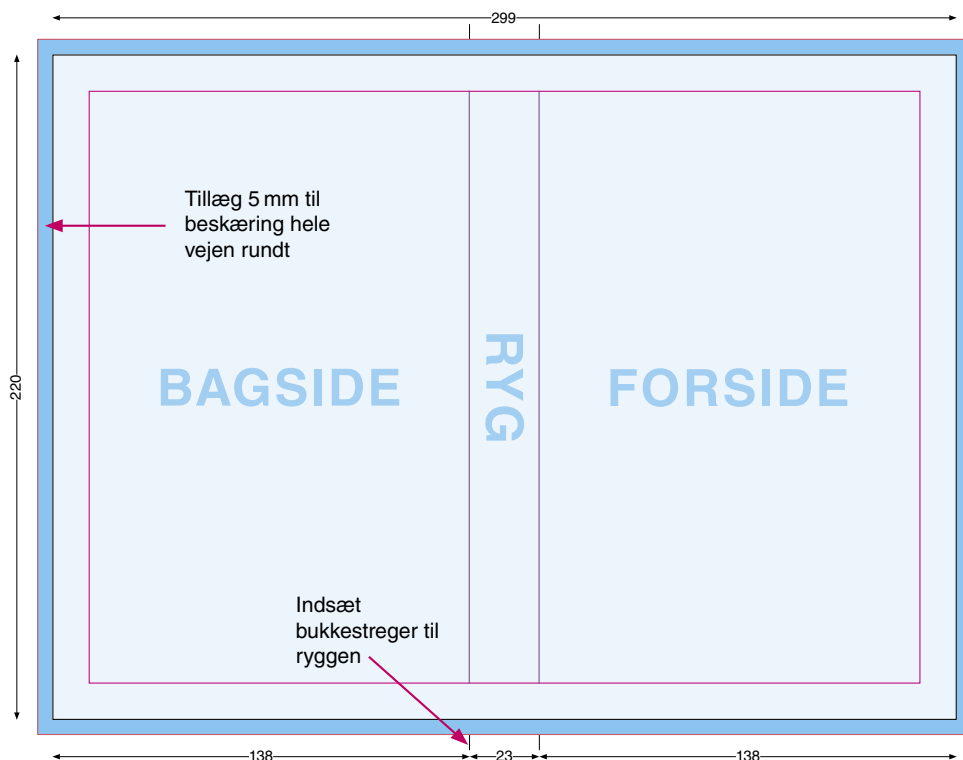 299
Tillæg 5 mm til
beskæring hele
vejen rundt
220
BAGSIDE
RYG
FORSIDE
Indsæt
bukkestreger til
ryggen
138
23
138